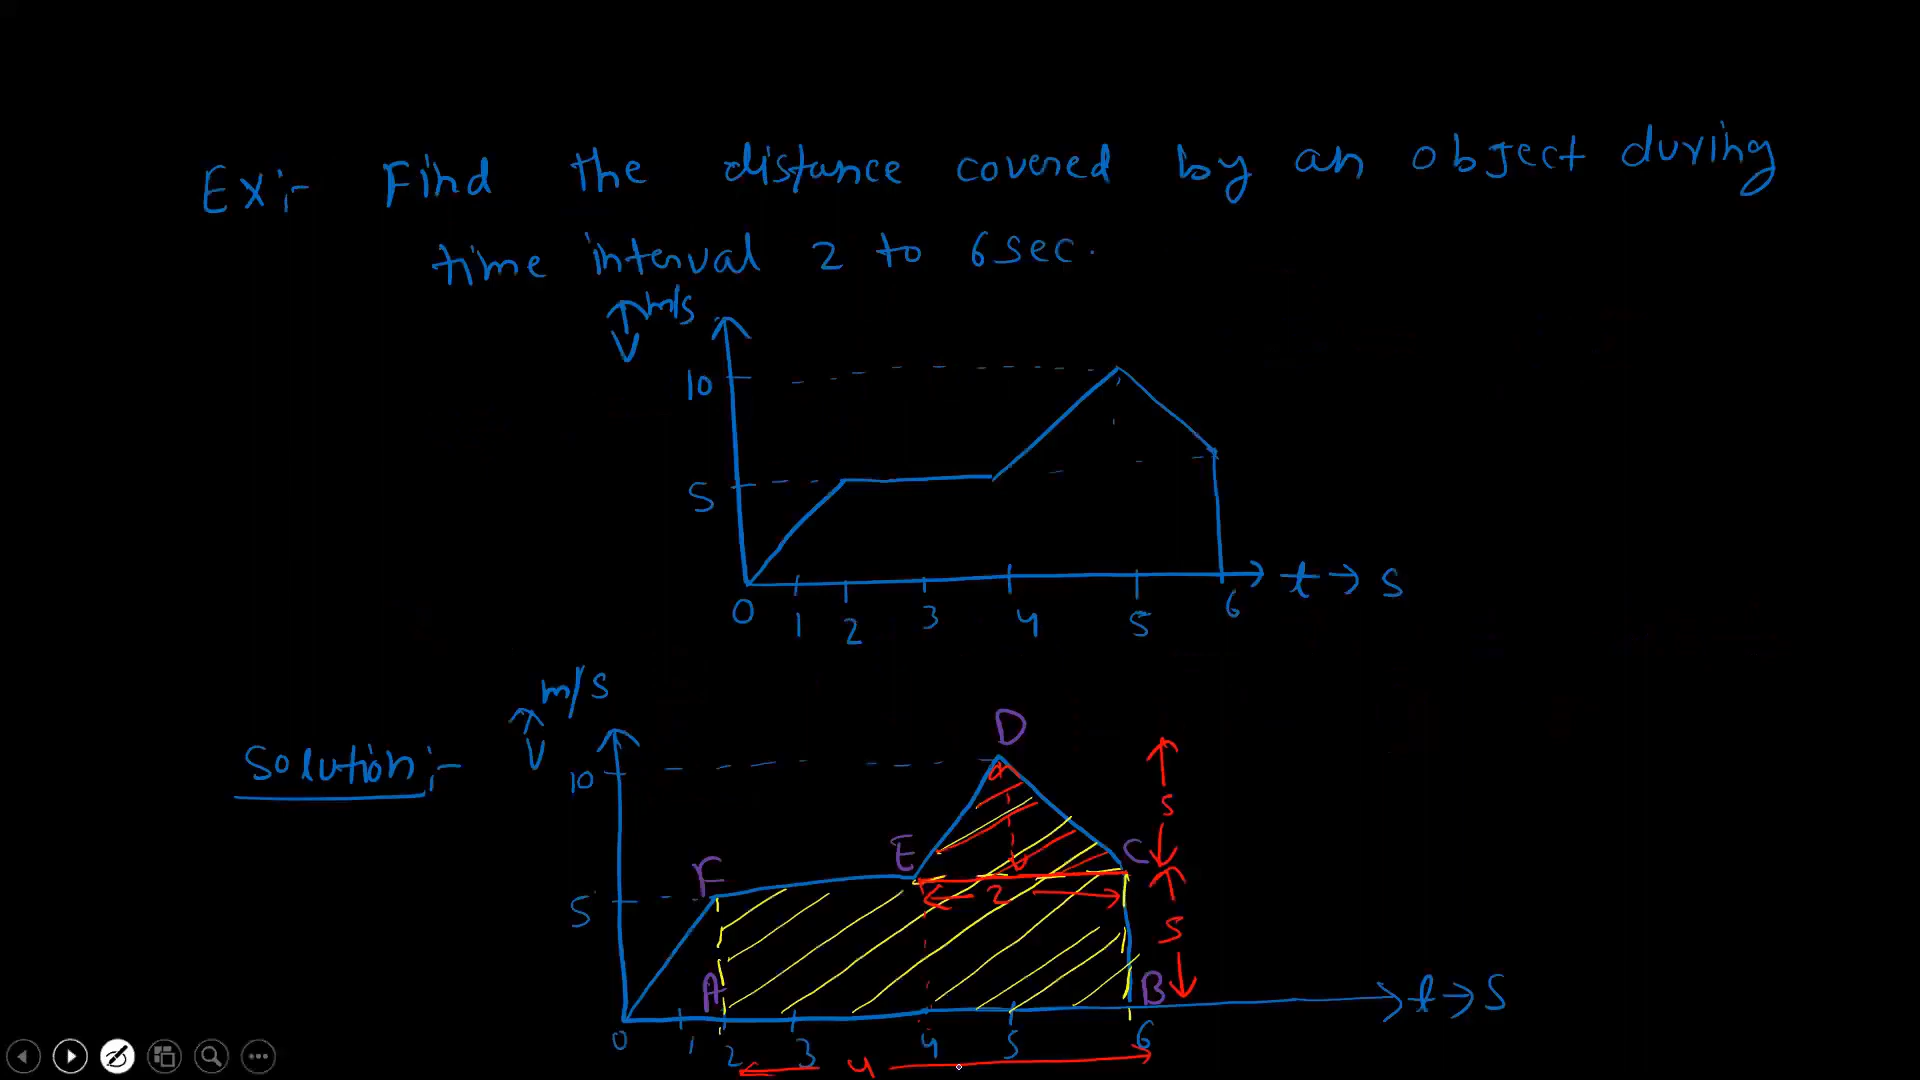 Ex:- Find the distance covered by an object during
time interval 2 to 6 sec.
m/s
V
10
5
0 1 2 3 4 5 6 t → s
m/s
Solution:-
V
D
10
5
E
C
F
2
5
5
A
B
t → s
0 1 2 3 4 5 6
4